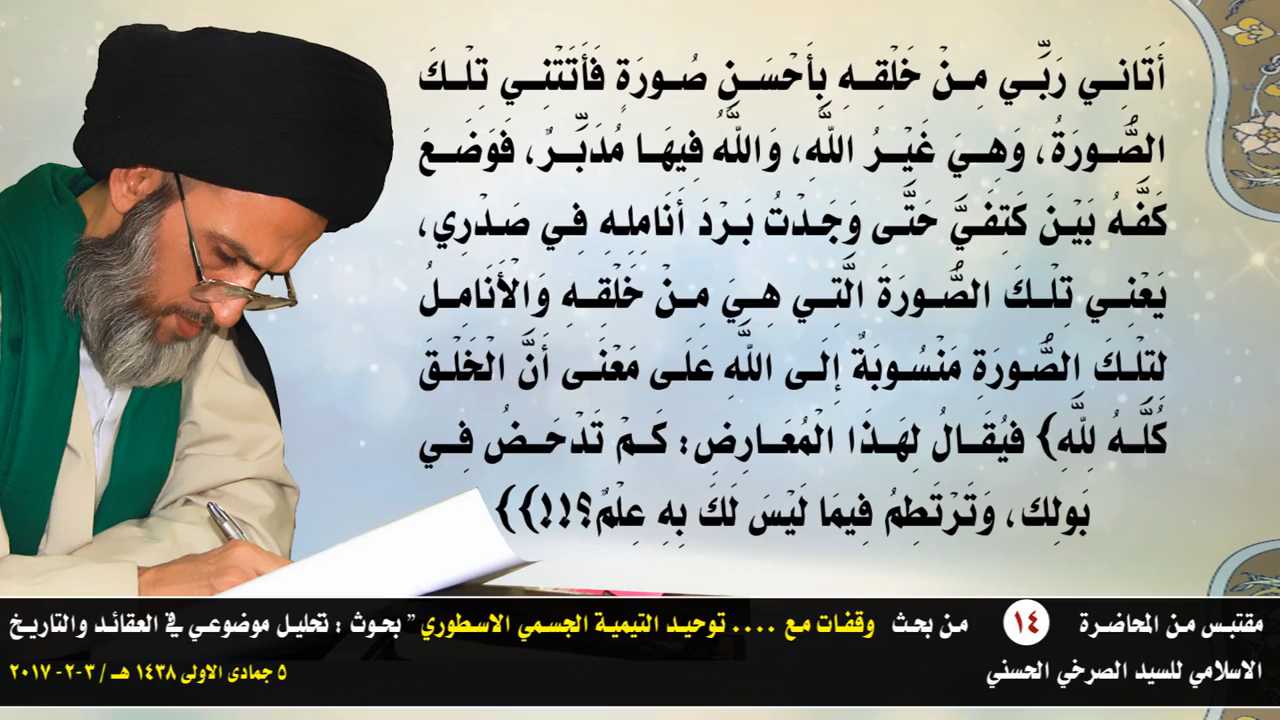 أَتَانِي رَبِّي مِنْ خَلْقِهِ بِأَحْسَنِ صُورَةٍ فَأَتَتْنِي تِلْكَ
الصُّورَةُ، وَهِيَ غَيْرُ اللَّهِ، وَاللَّهُ فِيهَا مُدَبِّرٌ، فَوَضَعَ
كَفَّهُ بَيْنَ كَتِفَيَّ حَتَّى وَجَدْتُ بَرْدَ أَنَامِلِهِ فِي صَدْرِي،
يَعْنِي تِلْكَ الصُّورَةَ الَّتِي هِيَ مِنْ خَلْقِهِ وَالْأَنَامِلُ
لِتِلْكَ الصُّورَةِ مَنْسُوبَةٌ إِلَى اللَّهِ عَلَى مَعْنَى أَنَّ الْخَلْقَ
كُلَّهُ لِلَّهِ} فَيُقَالُ لِهَذَا الْمُعَارِضِ: كَمْ تَدْحَضُ فِي
بَولِك، وَتَرْتَطِمُ فِيمَا لَيْسَ لَكَ بِهِ عِلْمٌ؟!!}}
مقتبس من المحاضرة ١٤ من بحث وقفات مع .... توحيد التيمية الجسمي الاسطوري " بحوث : تحليل موضوعي في العقائد والتاريخ
الاسلامي للسيد الصرخي الحسني ٥ جمادى الاولى ١٤٣٨ هـ / ٣-٢- ٢٠١٧